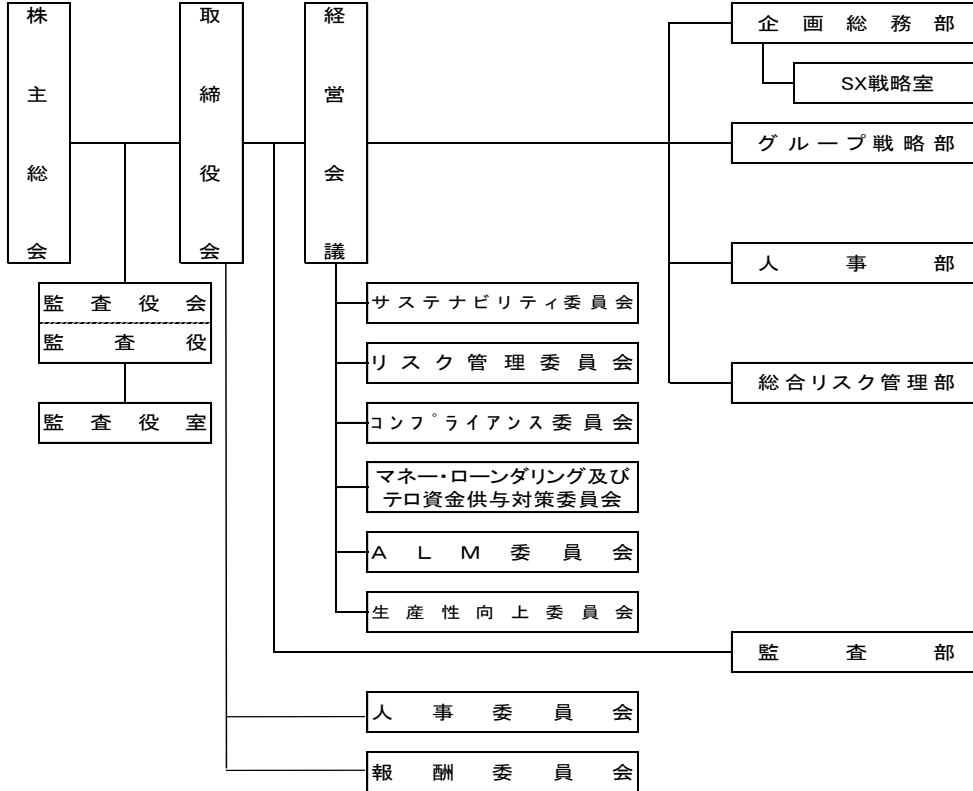 株主総会
取締役会
経営会議
企画総務部
SX戦略室
グループ戦略部
人事部
総合リスク管理部
監査役会
監査役
監査役室
サステナビリティ委員会
リスク管理委員会
コンプライアンス委員会
マネー・ローンダリング及び
テロ資金供与対策委員会
ALM委員会
生産性向上委員会
監査部
人事委員会
報酬委員会